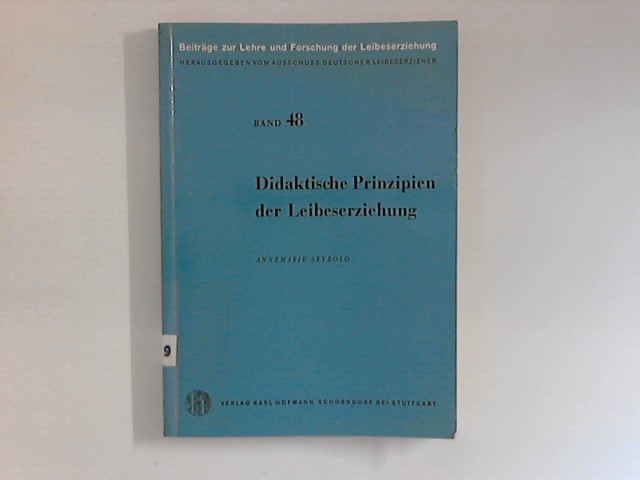 Beiträge zur Lehre und Forschung der Leibeserziehung
HERAUSGEGEBEN VOM AUSSCHUSS DEUTSCHER LEIBESERZIEHER
BAND 48
Didaktische Prinzipien
der Leibeserziehung
ANNEMARIE SEYBOLD
9
VERLAG KARL HOFMANN SCHORNDORF BEI STUTTGART